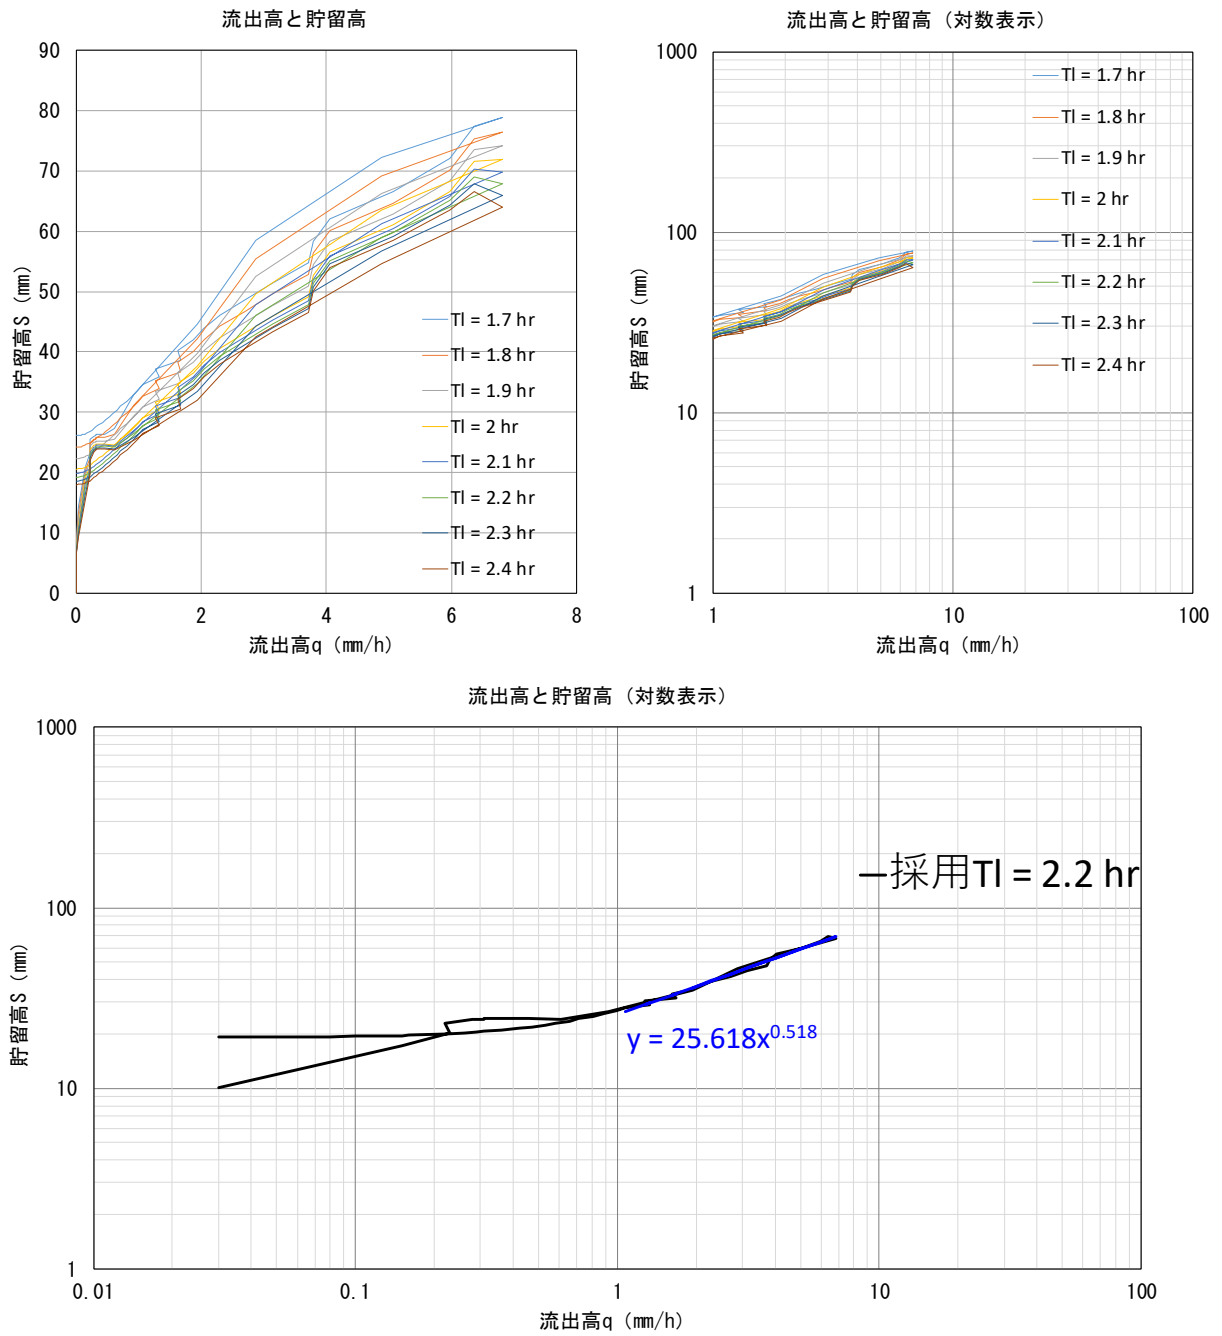 流出高と貯留高
90
80
70
60
50
40
30
20
10
0
貯留高S (mm)
0 2 4 6 8
流出高q (mm/h)
Tl = 1.7 hr
Tl = 1.8 hr
Tl = 1.9 hr
Tl = 2 hr
Tl = 2.1 hr
Tl = 2.2 hr
Tl = 2.3 hr
Tl = 2.4 hr
流出高と貯留高 (対数表示)
1000
100
10
1
貯留高S (mm)
1 10 100
流出高q (mm/h)
Tl = 1.7 hr
Tl = 1.8 hr
Tl = 1.9 hr
Tl = 2 hr
Tl = 2.1 hr
Tl = 2.2 hr
Tl = 2.3 hr
Tl = 2.4 hr
流出高と貯留高 (対数表示)
1000
100
10
1
貯留高S (mm)
0.01 0.1 1 10 100
流出高q (mm/h)
採用Tl = 2.2 hr
y = 25.618x^0.518